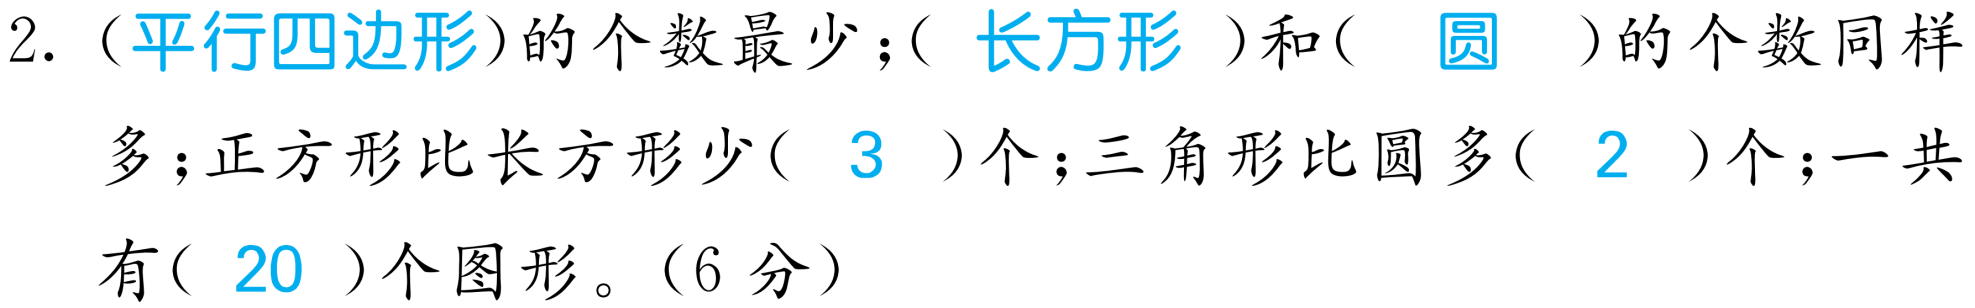 2.（平行四边形）的个数最少；（ 长方形 ）和（ 圆 ）的个数同样
多；正方形比长方形少（ 3 ）个；三角形比圆多（ 2 ）个；一共
有（ 20 ）个图形。（6 分）